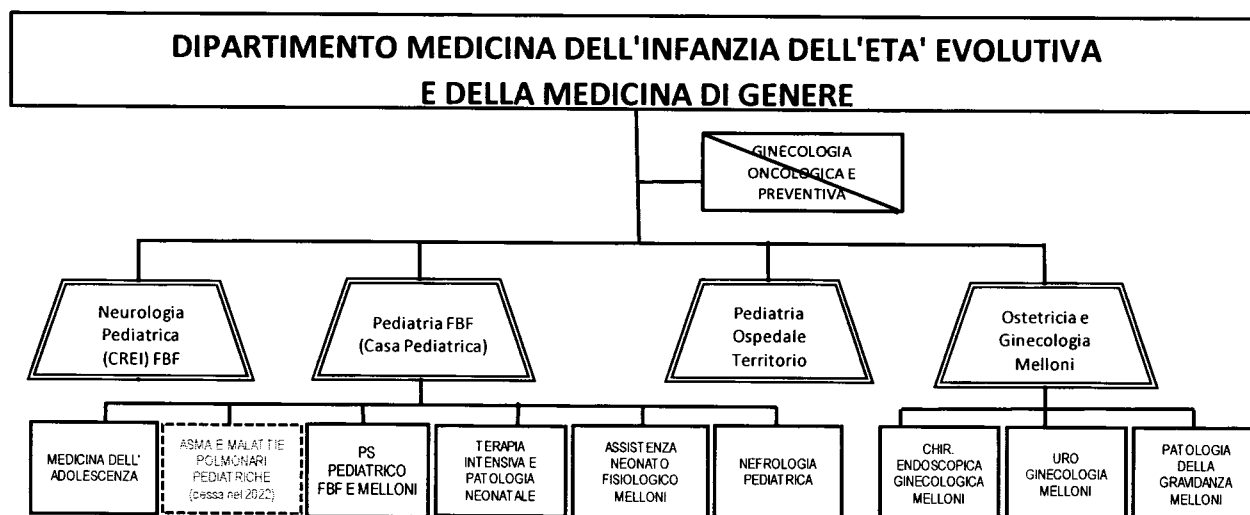 DIPARTIMENTO MEDICINA DELL'INFANZIA DELL'ETA' EVOLUTIVA
E DELLA MEDICINA DI GENERE
GINECOLOGIA
ONCOLOGICA E
PREVENTIVA
Neurologia
Pediatrica
(CREI) FBF
Pediatria FBF
(Casa Pediatrica)
Pediatria
Ospedale
Territorio
Ostetricia e
Ginecologia
Melloni
MEDICINA DELL'
ADOLESCENZA
ASMA E MALATTIE
POLMONARI
PEDIATRICHE
(cessa nel 2022)
PS
PEDIATRICO
FBF E MELLONI
TERAPIA
INTENSIVA E
PATOLOGIA
NEONATALE
ASSISTENZA
NEONATO
FISIOLOGICO
MELLONI
NEFROLOGIA
PEDIATRICA
CHIR.
ENDOSCOPICA
GINECOLOGICA
MELLONI
URO
GINECOLOGIA
MELLONI
PATOLOGIA
DELLA
GRAVIDANZA
MELLONI